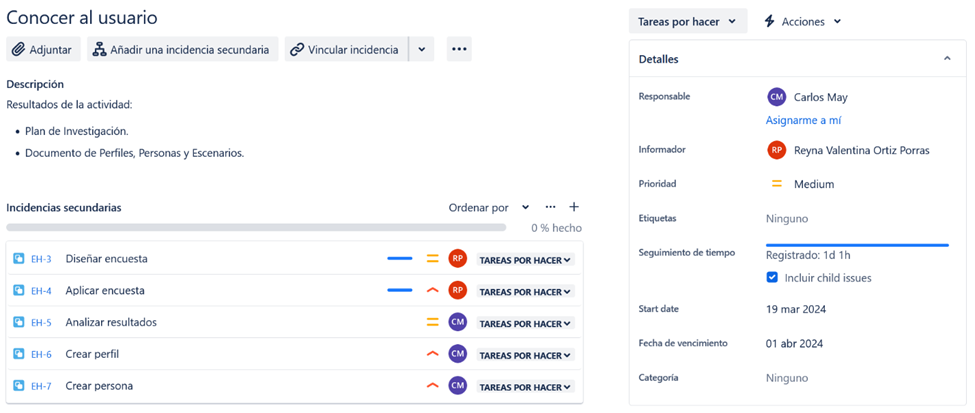 Conocer al usuario
Adjuntar
Añadir una incidencia secundaria
Vincular incidencia
Descripción
Resultados de la actividad:
• Plan de Investigación.
• Documento de Perfiles, Personas y Escenarios.
Incidencias secundarias
Ordenar por
0 % hecho
EH-3 Diseñar encuesta RP TAREAS POR HACER
EH-4 Aplicar encuesta RP TAREAS POR HACER
EH-5 Analizar resultados CM TAREAS POR HACER
EH-6 Crear perfil CM TAREAS POR HACER
EH-7 Crear persona CM TAREAS POR HACER
Tareas por hacer
Acciones
Detalles
Responsable CM Carlos May
Asignarme a mí
Informador RP Reyna Valentina Ortiz Porras
Prioridad Medium
Etiquetas Ninguno
Seguimiento de tiempo Registrado: 1d 1h
Incluir child issues
Start date 19 mar 2024
Fecha de vencimiento 01 abr 2024
Categoría Ninguno